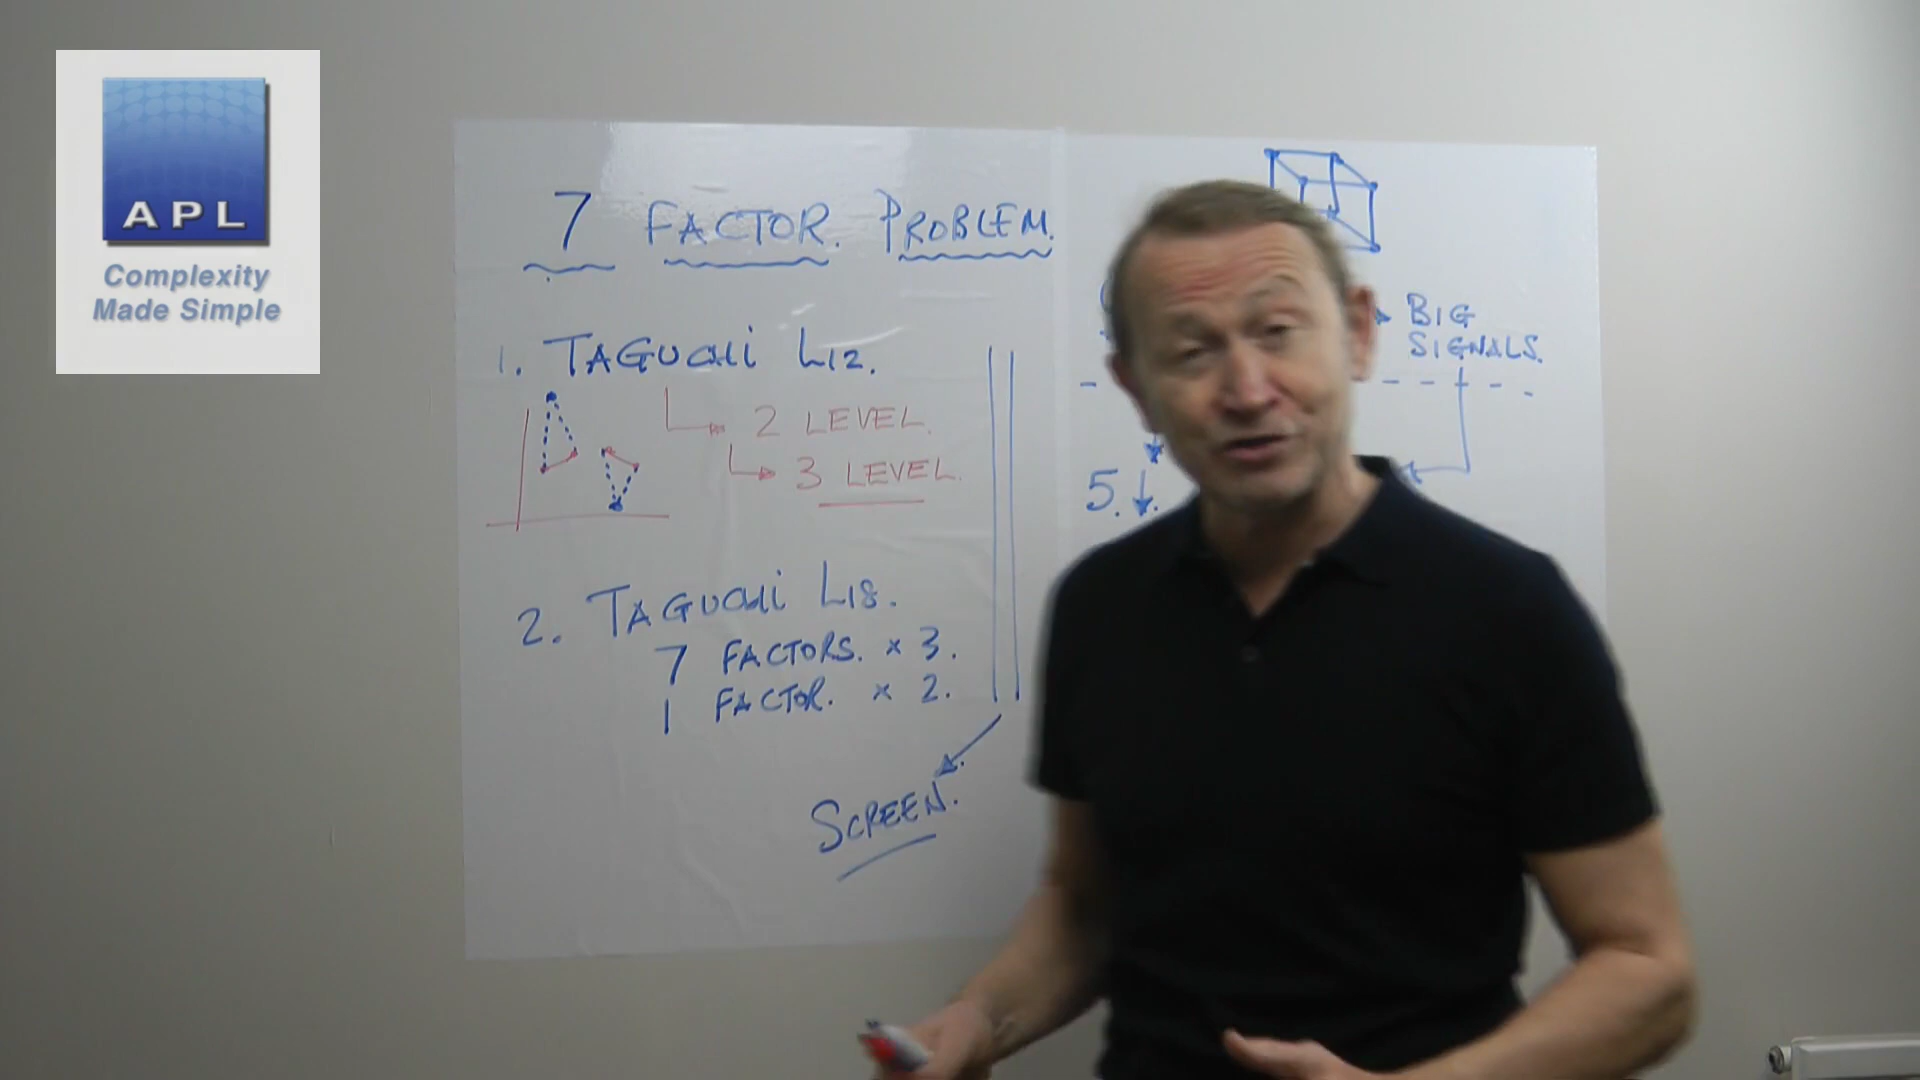 APL
Complexity
Made Simple
7 FACTOR. PROBLEM.
1. TAGUCHI L12.
2 LEVEL.
3 LEVEL.
2. TAGUCHI L18.
7 FACTORS. x 3.
1 FACTOR. x 2.
SCREEN.
BIG
SIGNALS.
5.